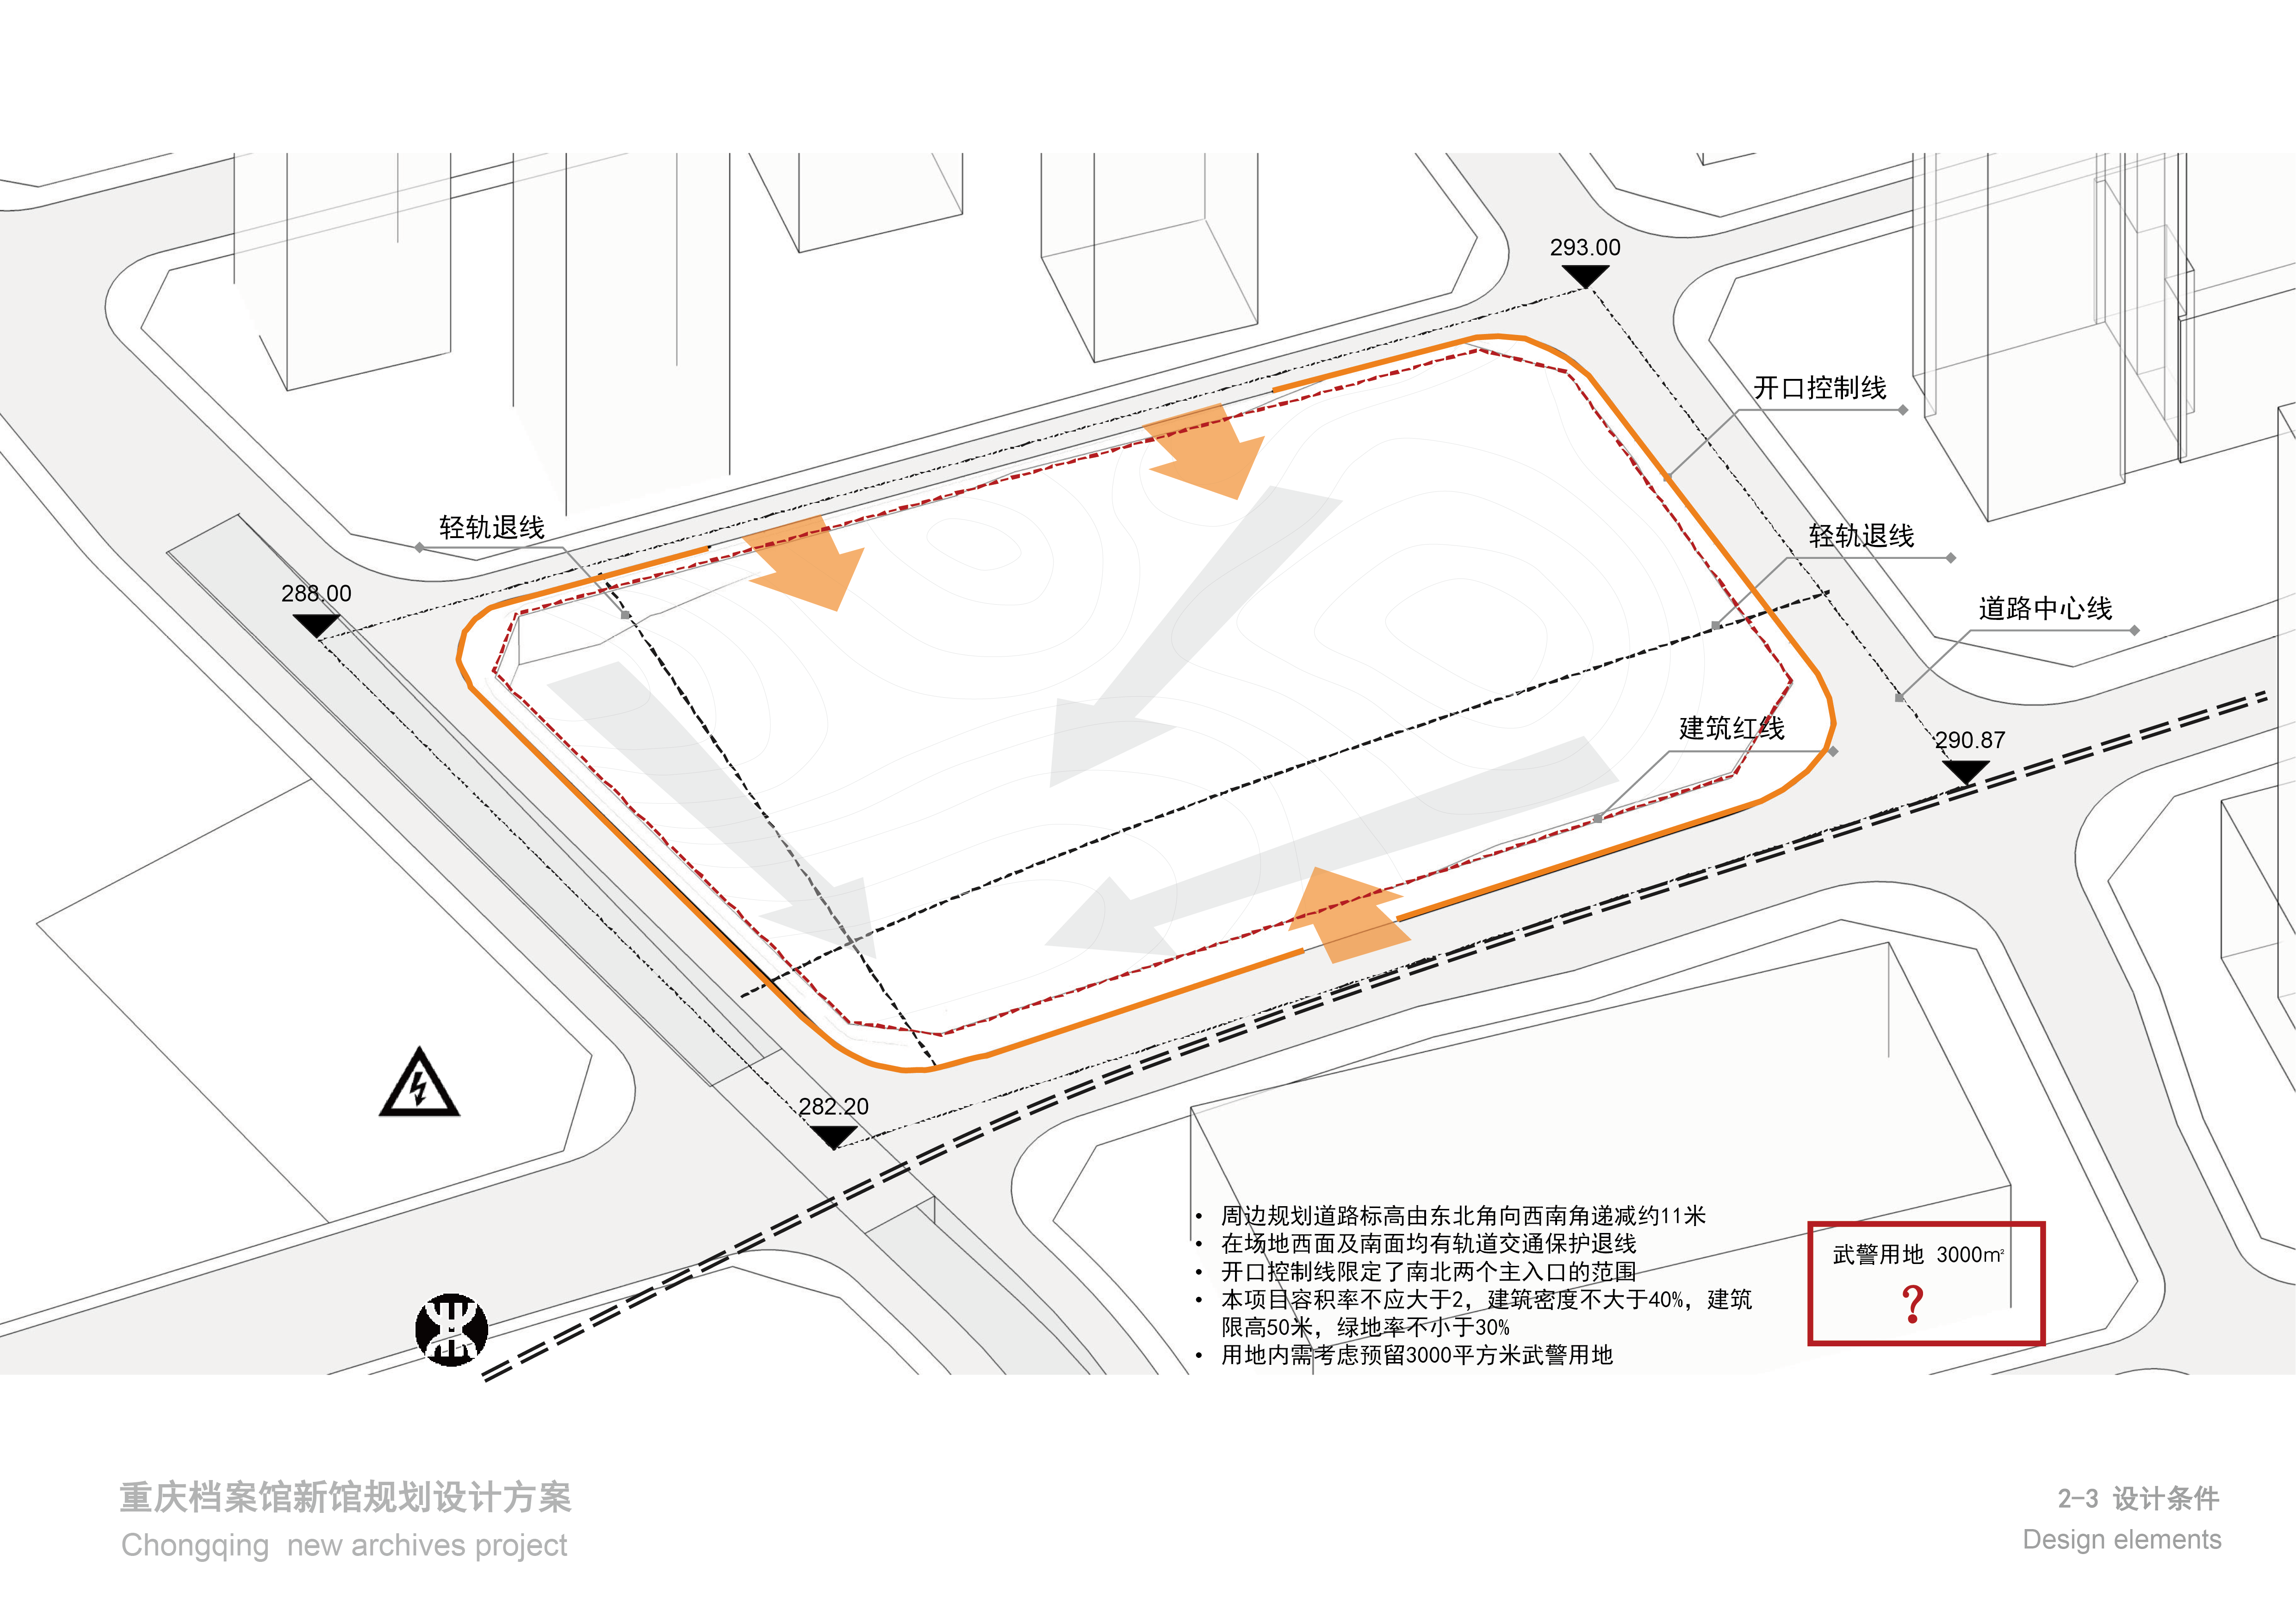 293.00
开口控制线
轻轨退线
轻轨退线
288.00
道路中心线
建筑红线
290.87
282.20
• 周边规划道路标高由东北角向西南角递减约11米
• 在场地西面及南面均有轨道交通保护退线
• 开口控制线限定了南北两个主入口的范围
• 本项目容积率不应大于2，建筑密度不大于40%，建筑
限高50米，绿地率不小于30%
• 用地内需考虑预留3000平方米武警用地
武警用地 3000㎡
?
重庆档案馆新馆规划设计方案
Chongqing new archives project
2-3 设计条件
Design elements